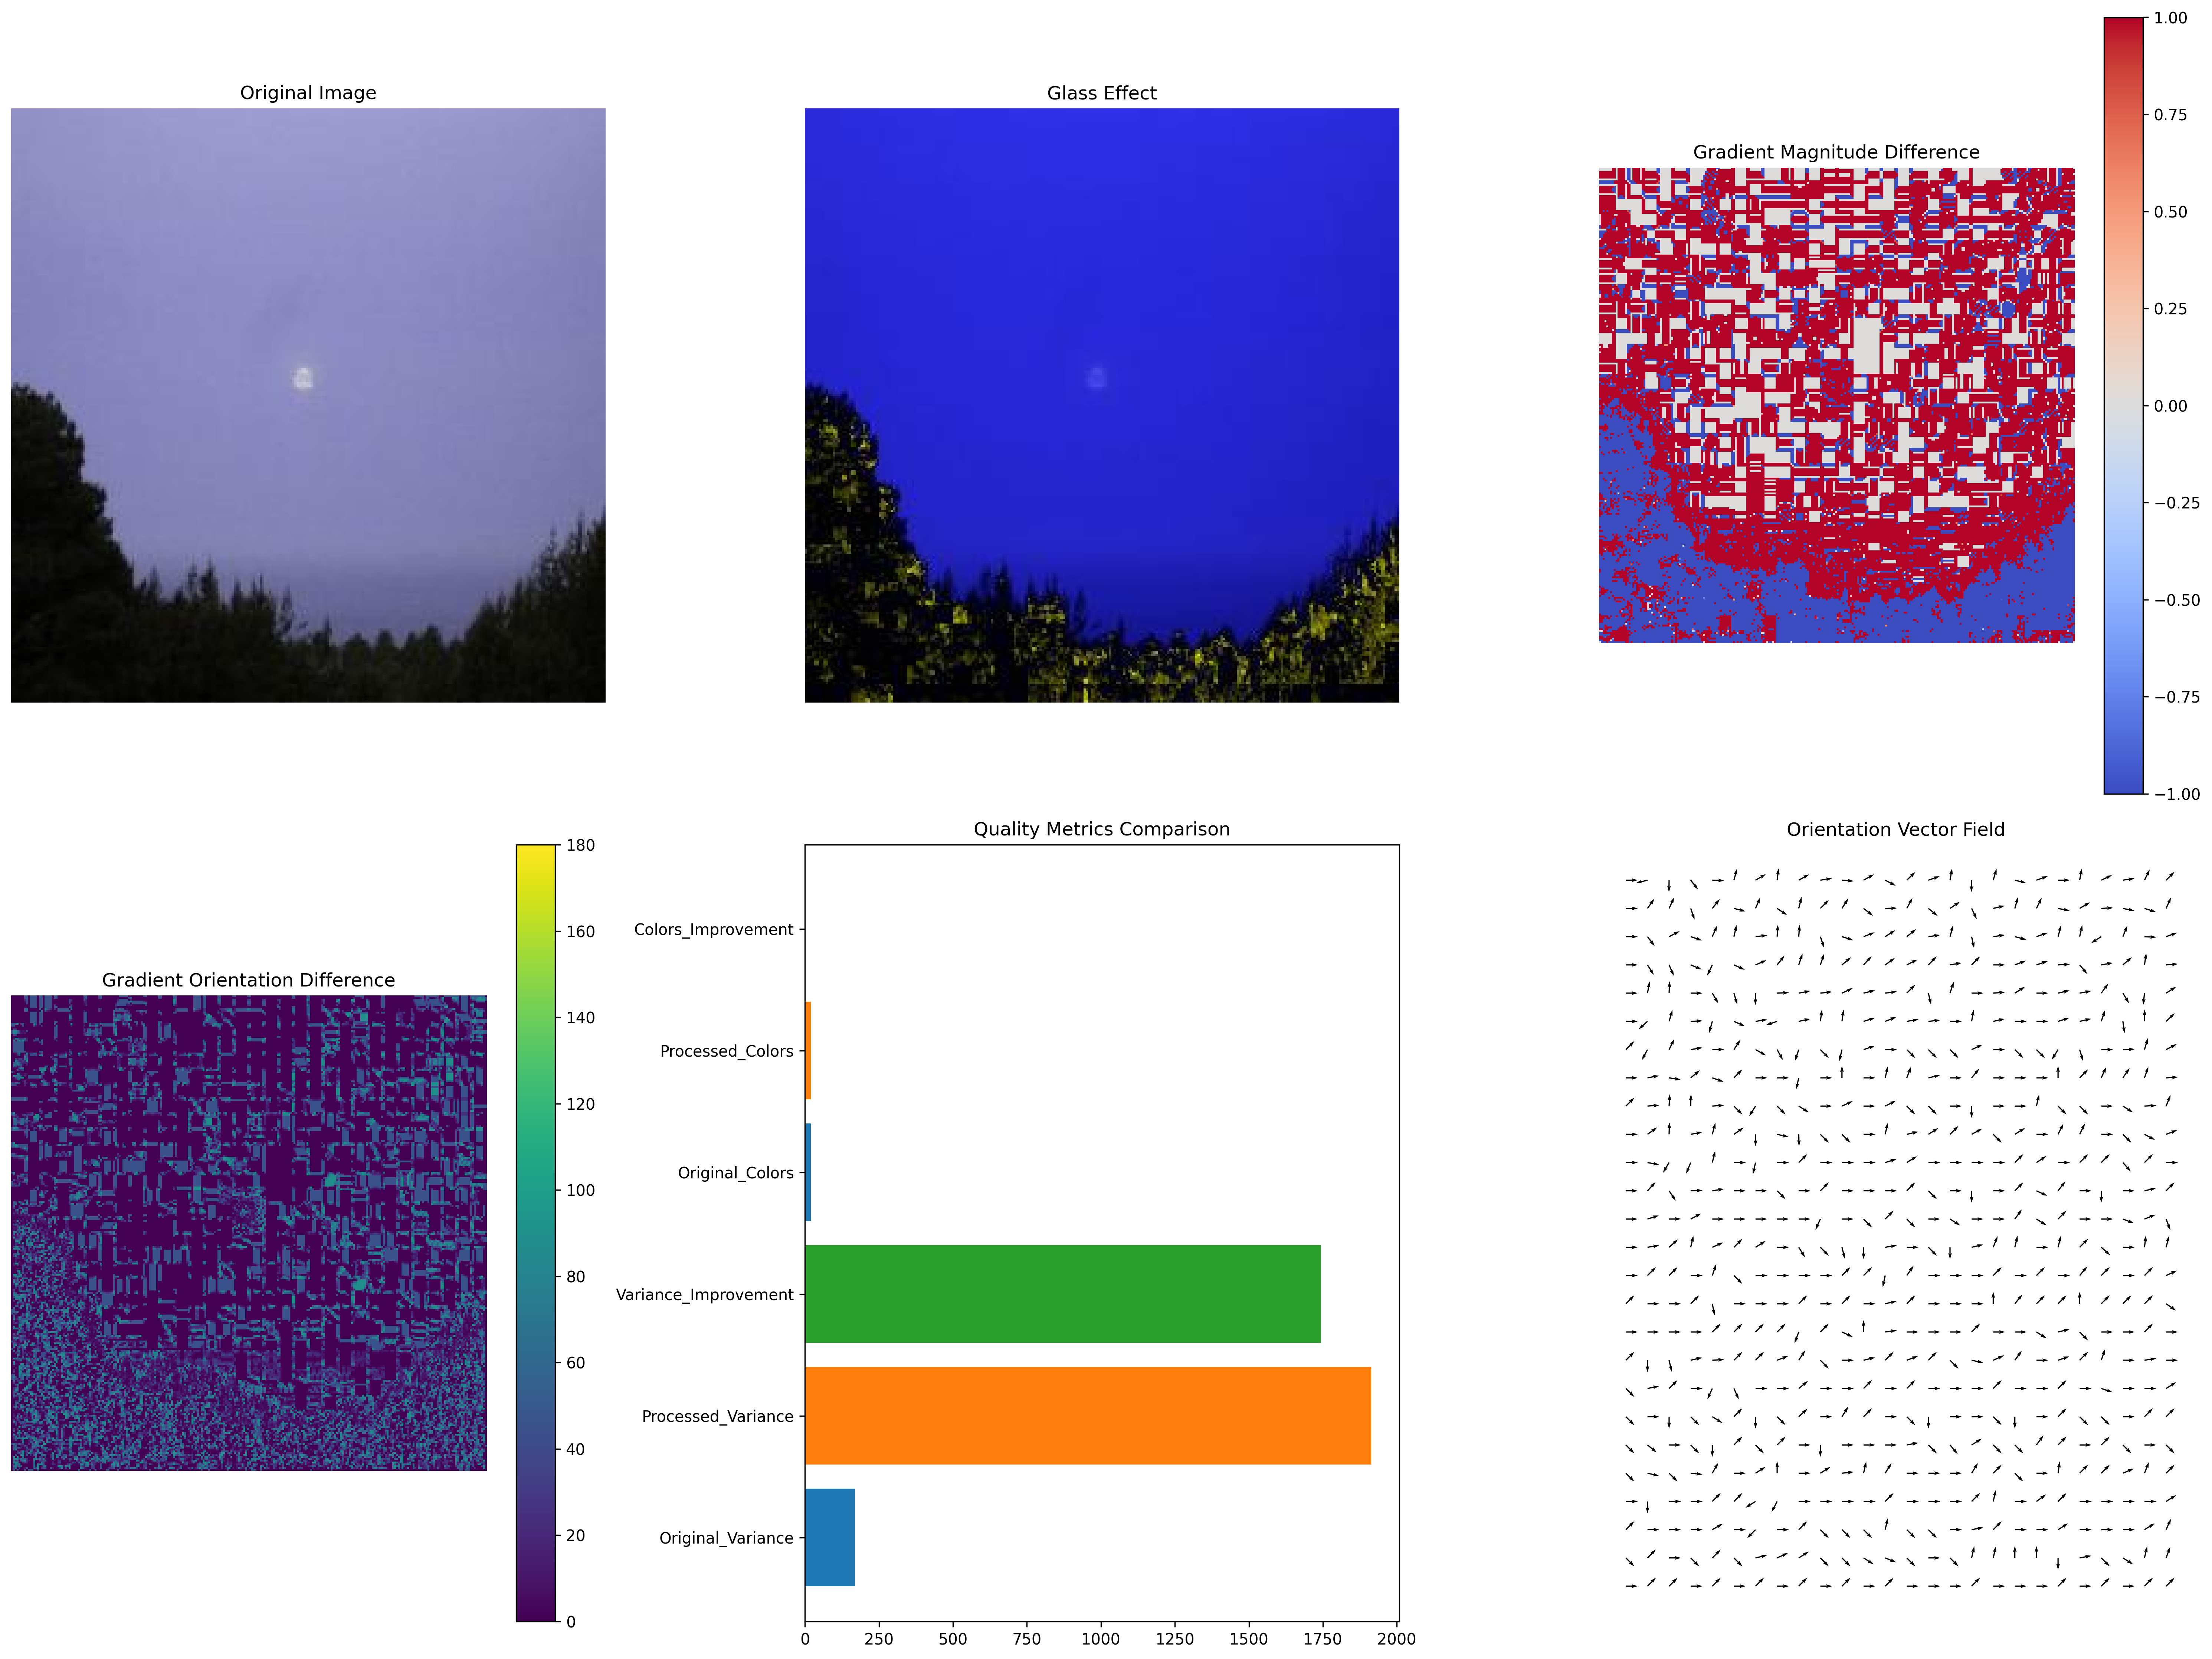 Original Image
Glass Effect
Gradient Magnitude Difference
1.00
0.75
0.50
0.25
0.00
−0.25
−0.50
−0.75
−1.00
Gradient Orientation Difference
180
160
140
120
100
80
60
40
20
0
Quality Metrics Comparison
Colors_Improvement
Processed_Colors
Original_Colors
Variance_Improvement
Processed_Variance
Original_Variance
0 250 500 750 1000 1250 1500 1750 2000
Orientation Vector Field